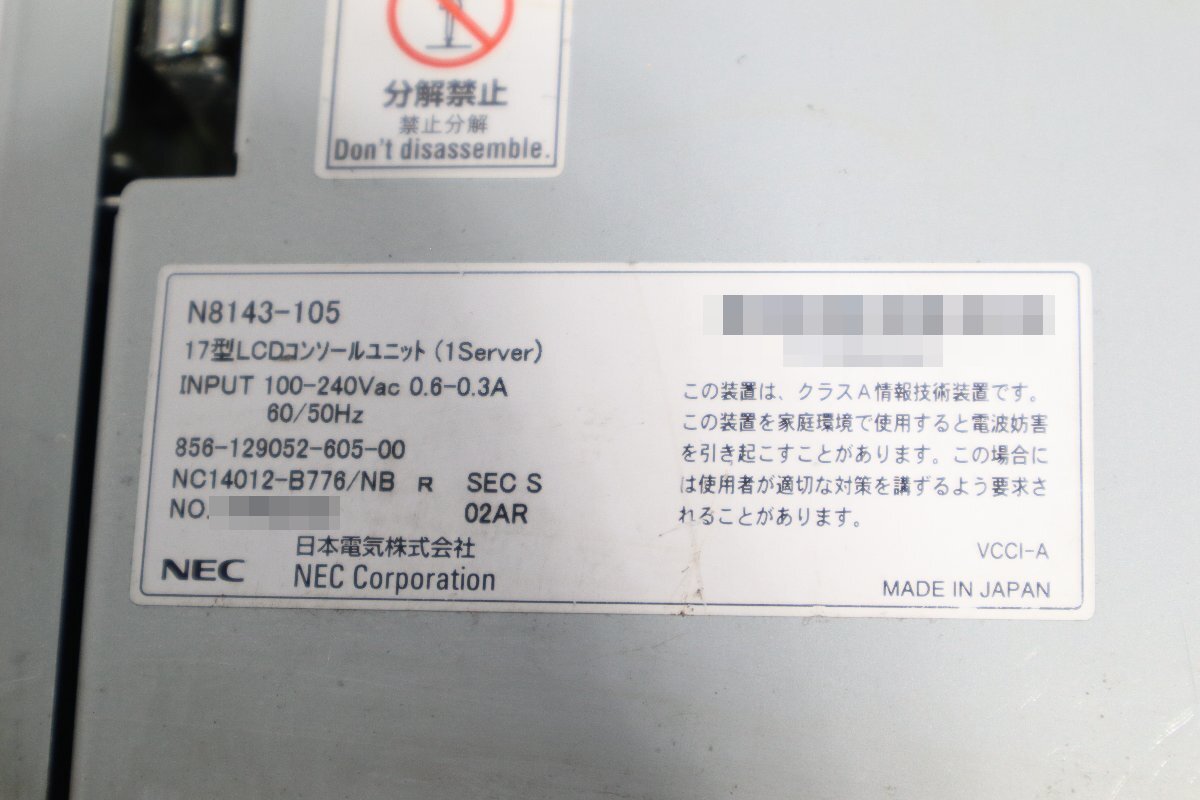 分解禁止
禁止分解
Don't disassemble.
N8143-105
17型LCDコンソールユニット (1Server)
INPUT 100-240Vac 0.6-0.3A
60/50Hz
856-129052-605-00
NC14012-B776/NB R SEC S
NO. 02AR
日本電気株式会社
NEC NEC Corporation
この装置は、クラスA情報技術装置です。
この装置を家庭環境で使用すると電波妨害
を引き起こすことがあります。この場合に
は使用者が適切な対策を講ずるよう要求さ
れることがあります。
VCCI-A
MADE IN JAPAN